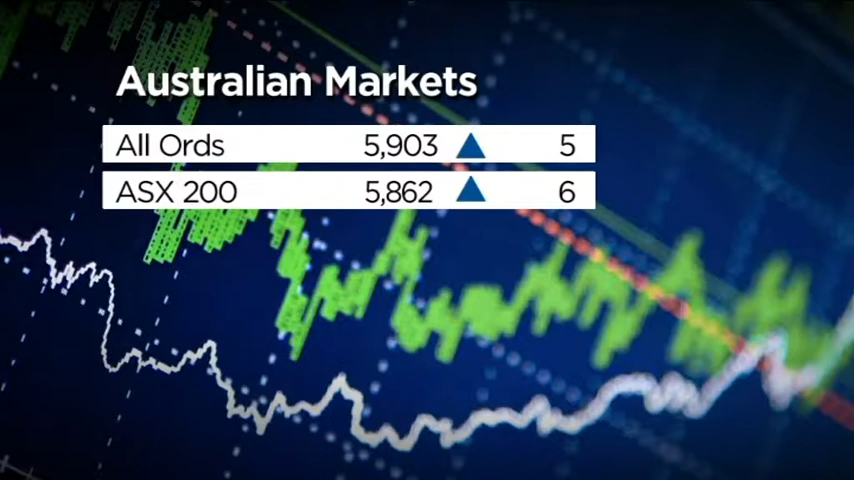 Australian Markets
All Ords 5,903 ▲ 5
ASX 200 5,862 ▲ 6